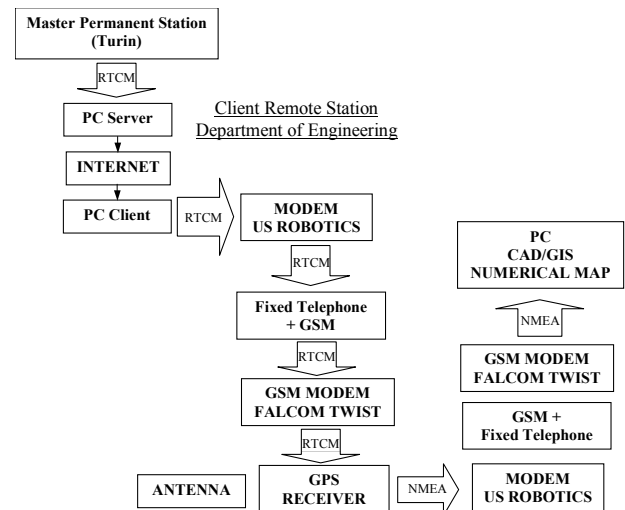 Master Permanent Station
(Turin)
RTCM
PC Server
Client Remote Station
Department of Engineering
INTERNET
PC Client
RTCM
MODEM
US ROBOTICS
RTCM
Fixed Telephone
+ GSM
RTCM
GSM MODEM
FALCOM TWIST
RTCM
ANTENNA
GPS
RECEIVER
NMEA
MODEM
US ROBOTICS
GSM +
Fixed Telephone
GSM MODEM
FALCOM TWIST
NMEA
PC
CAD/GIS
NUMERICAL MAP